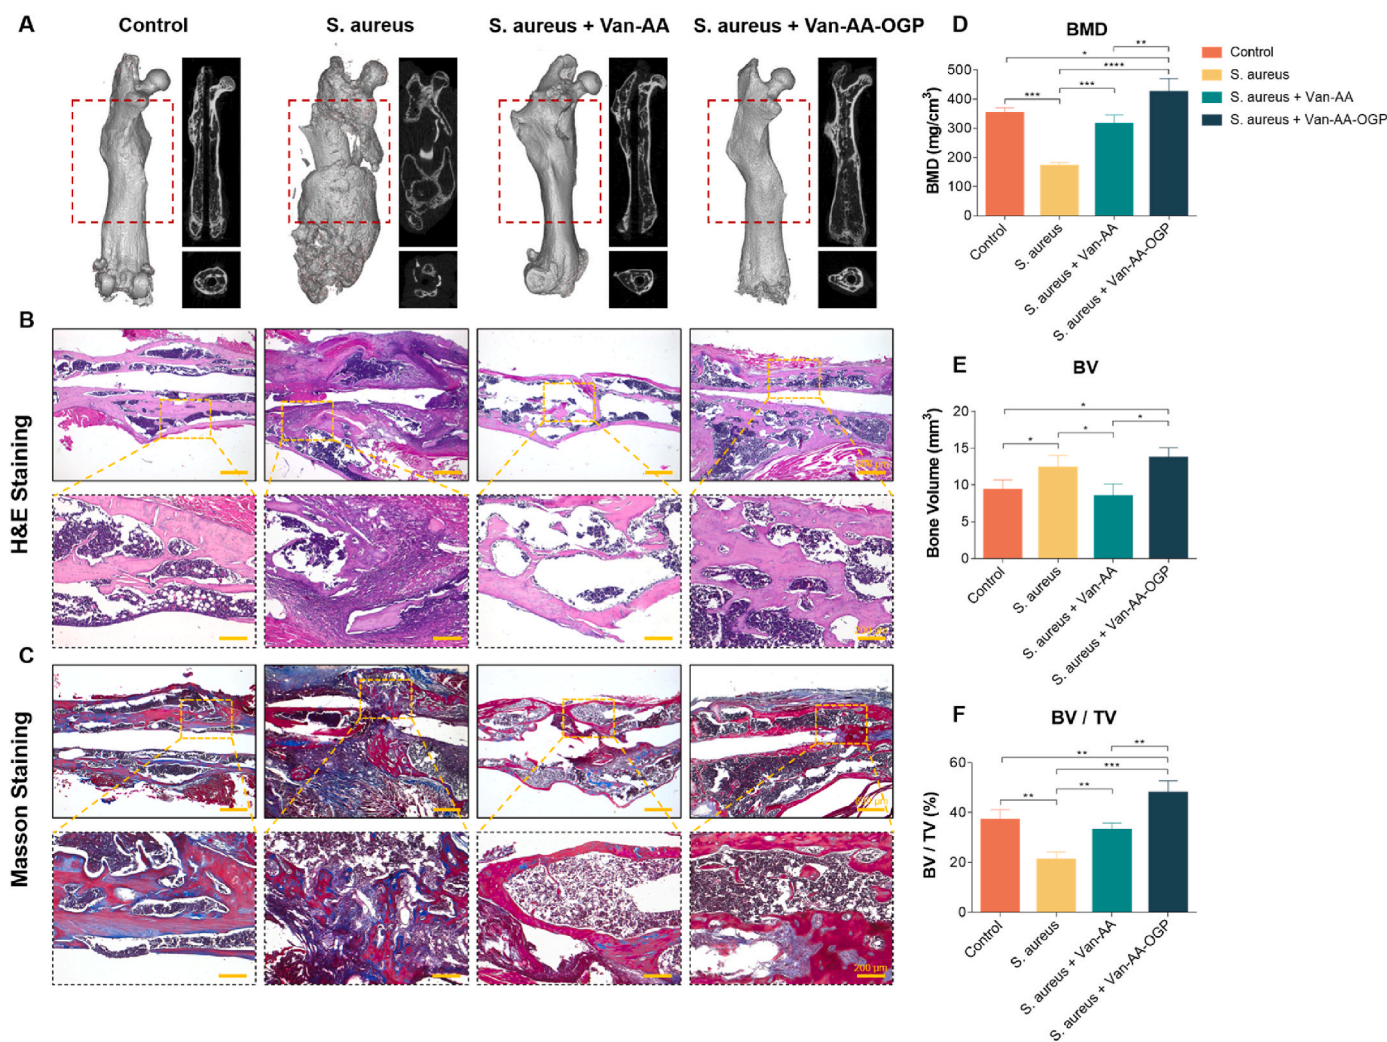 A
Control
S. aureus
S. aureus + Van-AA
S. aureus + Van-AA-OGP
B
H&E Staining
200 μm
C
Masson Staining
200 μm
D
BMD
Control
S. aureus
S. aureus + Van-AA
S. aureus + Van-AA-OGP
BMD (mg/cm³)
500
400
300
200
100
0
*
**
****
***
***
Control
S. aureus
S. aureus + Van-AA
S. aureus + Van-AA-OGP
E
BV
Bone Volume (mm³)
20
15
10
5
0
*
*
*
*
Control
S. aureus
S. aureus + Van-AA
S. aureus + Van-AA-OGP
F
BV / TV
BV / TV (%)
60
40
20
0
**
**
***
**
**
Control
S. aureus
S. aureus + Van-AA
S. aureus + Van-AA-OGP